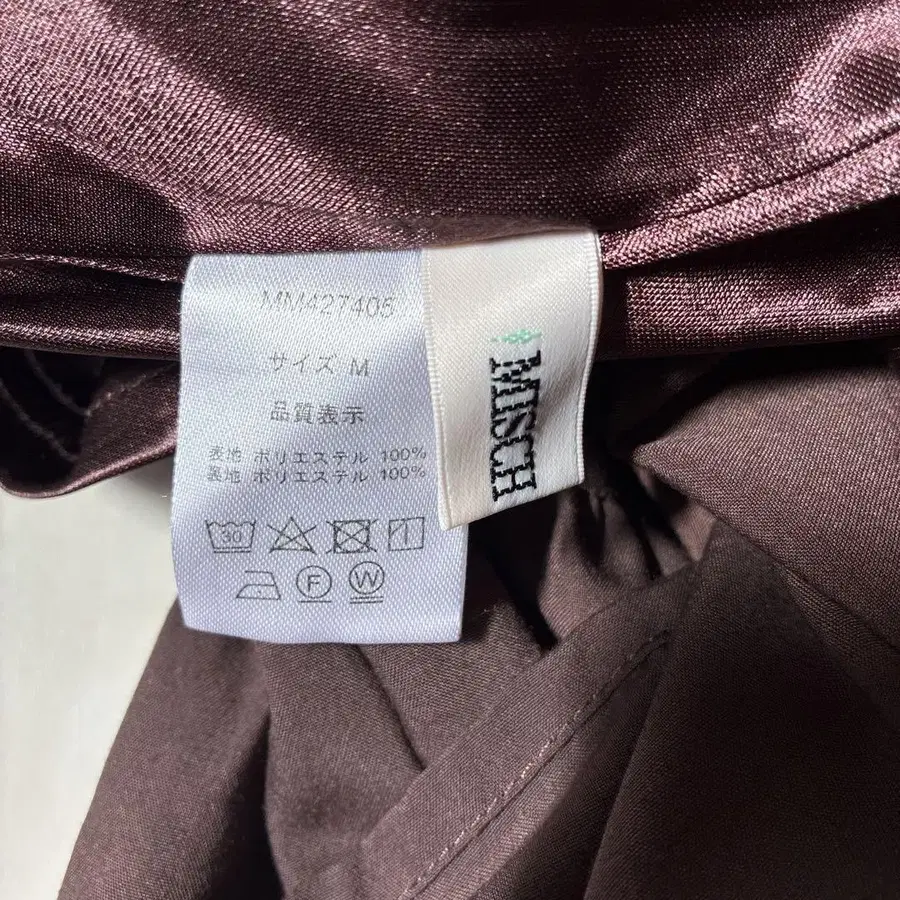 MM427405
サイズ M
品質表示
表地 ポリエステル 100%
裏地 ポリエステル 100%
30
F
W
MISCH